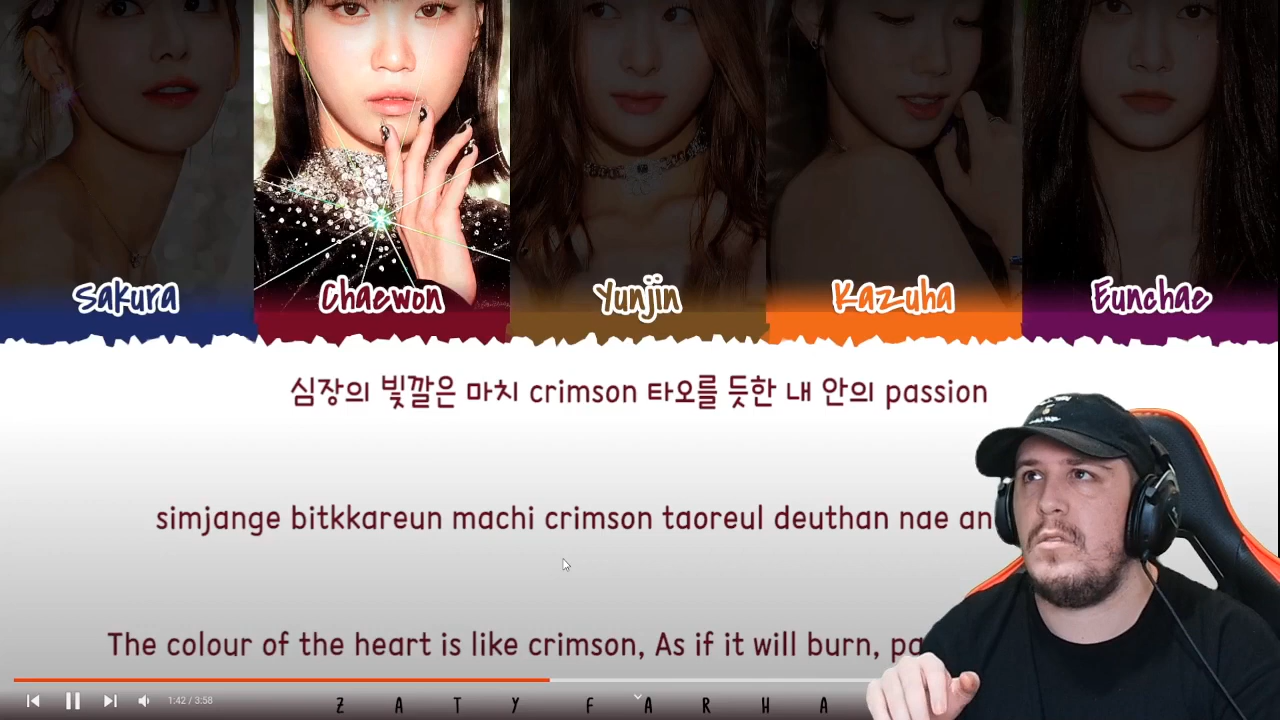 Sakura
Chaewon
Yunjin
Kazuha
Eunchae
심장의 빛깔은 마치 crimson 타오를 듯한 내 안의 passion
simjange bitkkareun machi crimson taoreul deuthan nae an
The colour of the heart is like crimson, As if it will burn, pa
1:42 / 3:58
ZATY FARHA